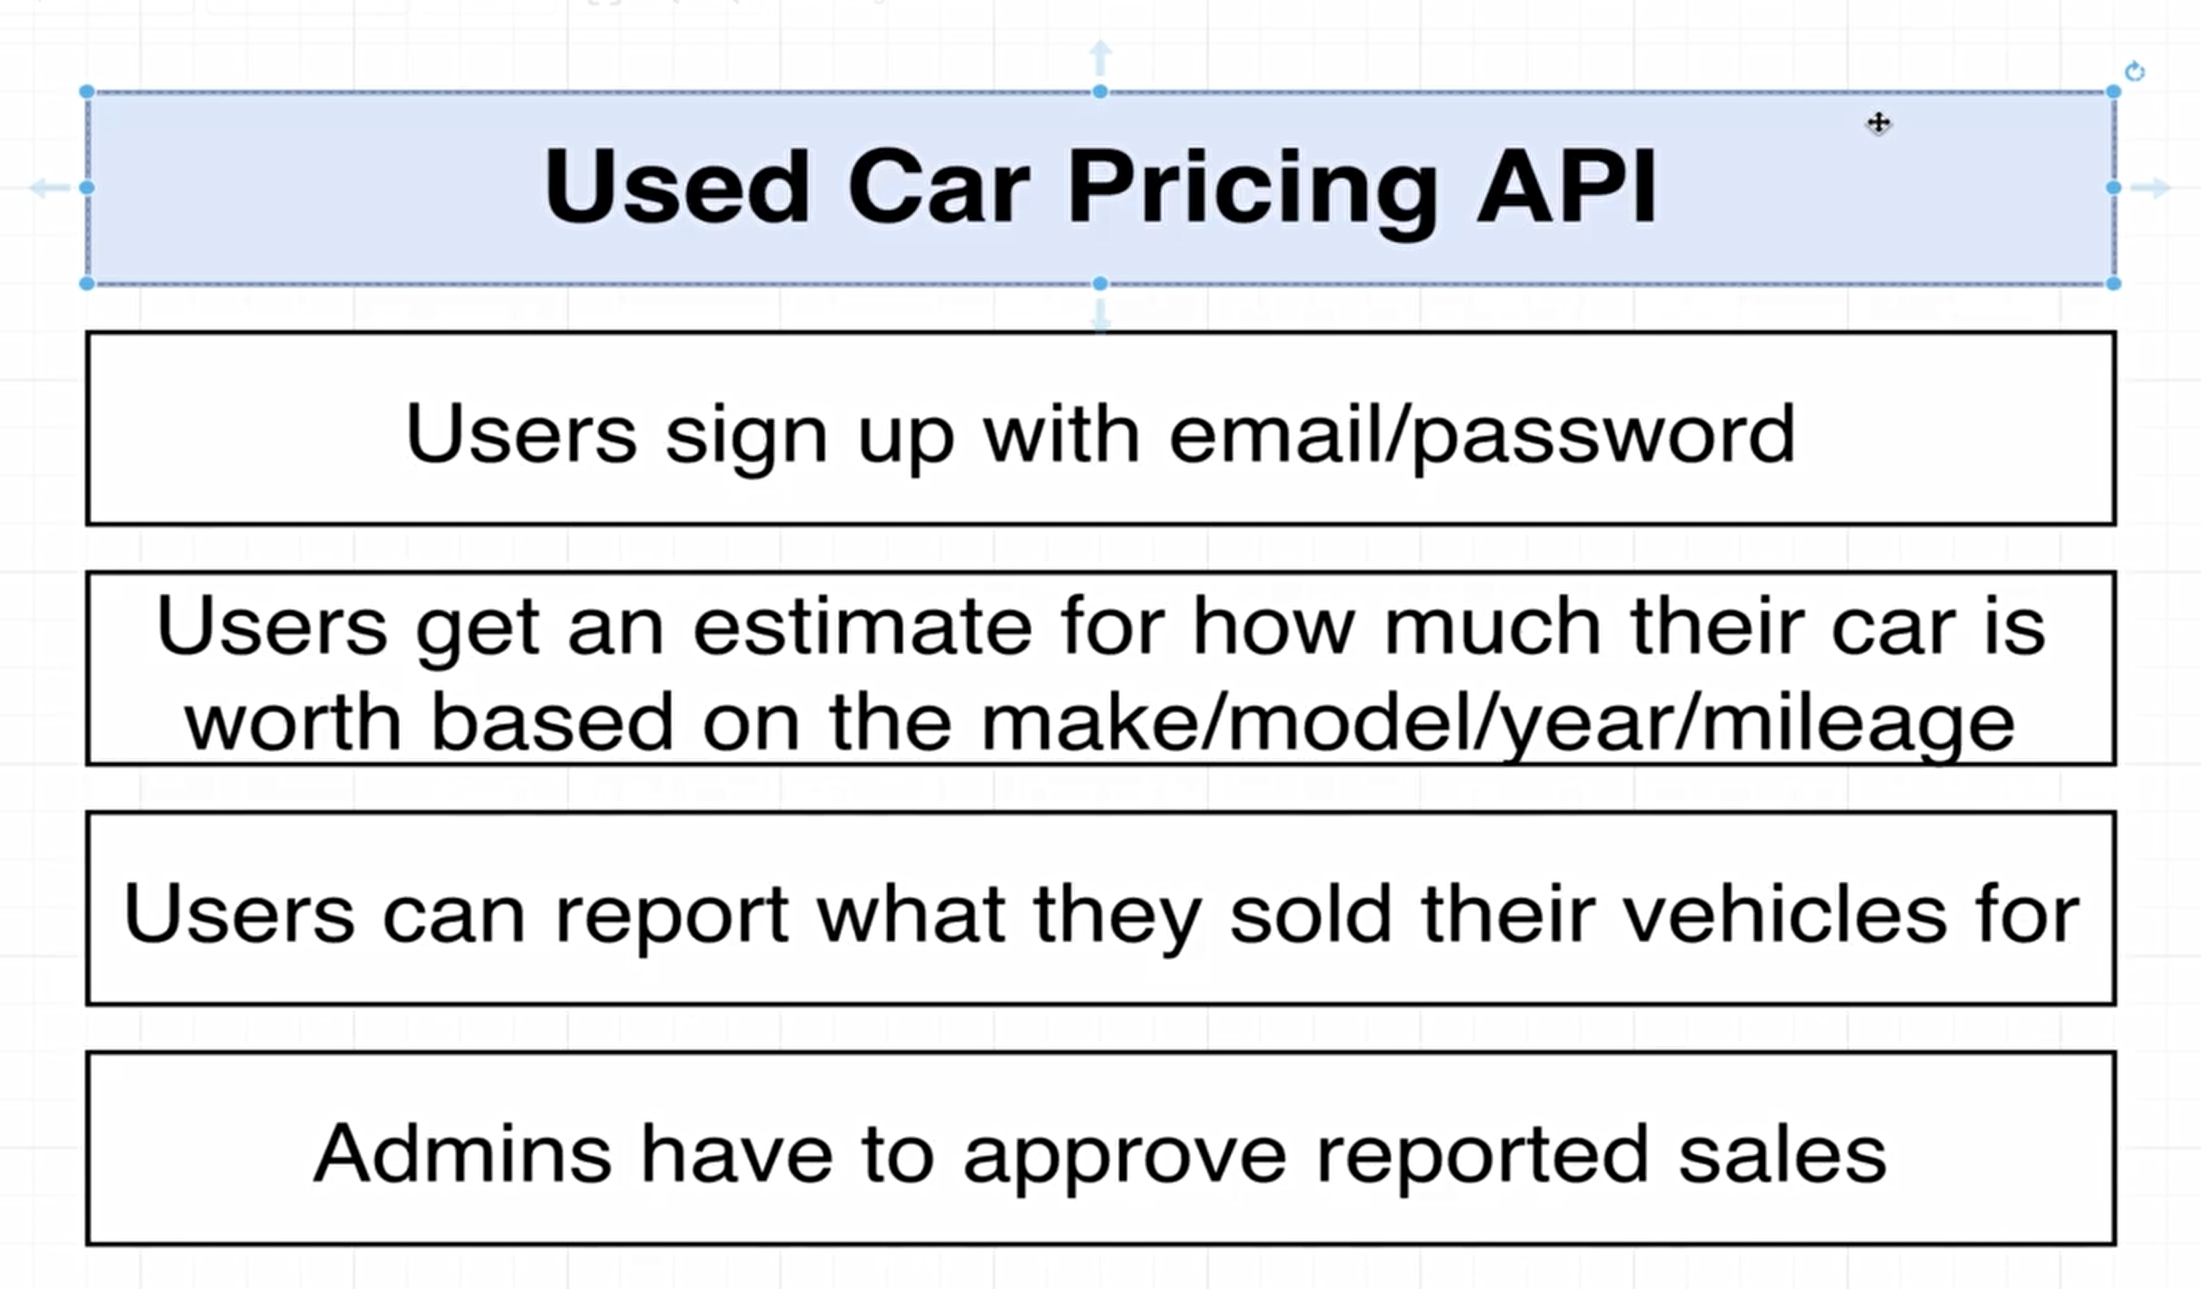 Used Car Pricing API
Users sign up with email/password
Users get an estimate for how much their car is
worth based on the make/model/year/mileage
Users can report what they sold their vehicles for
Admins have to approve reported sales